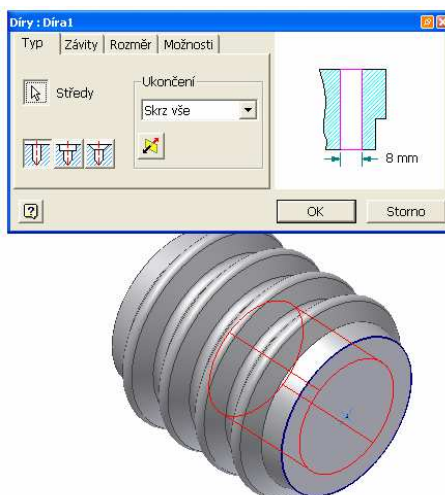 Díry : Díra1
Typ Závity Rozměr Možnosti
Středy
Ukončení
Skrz vše
8 mm
OK Storno